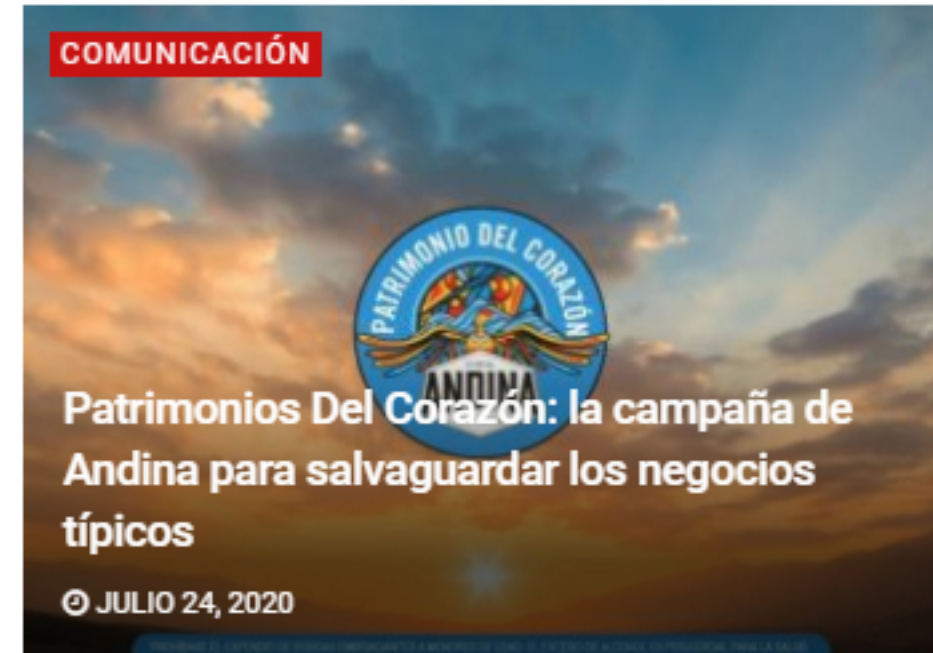 COMUNICACIÓN
PATRIMONIO DEL CORAZÓN
ANDINA
Patrimonios Del Corazón: la campaña de
Andina para salvaguardar los negocios
típicos
JULIO 24, 2020